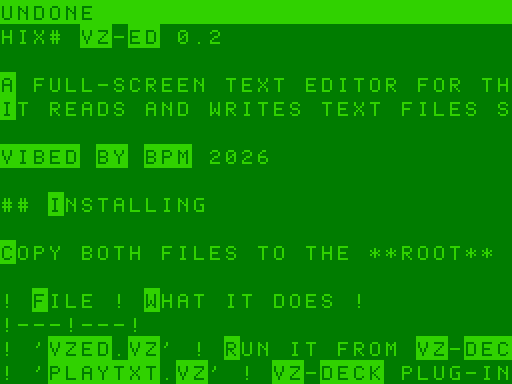 UNDONE
HIX# VZ-ED 0.2
A FULL-SCREEN TEXT EDITOR FOR TH
IT READS AND WRITES TEXT FILES S
VIBED BY BPM 2026
## INSTALLING
COPY BOTH FILES TO THE **ROOT**
! FILE ! WHAT IT DOES !
!---!---!
! 'VZED.VZ' ! RUN IT FROM VZ-DEC
! 'PLAYTXT.VZ' ! VZ-DECK PLUG-IN